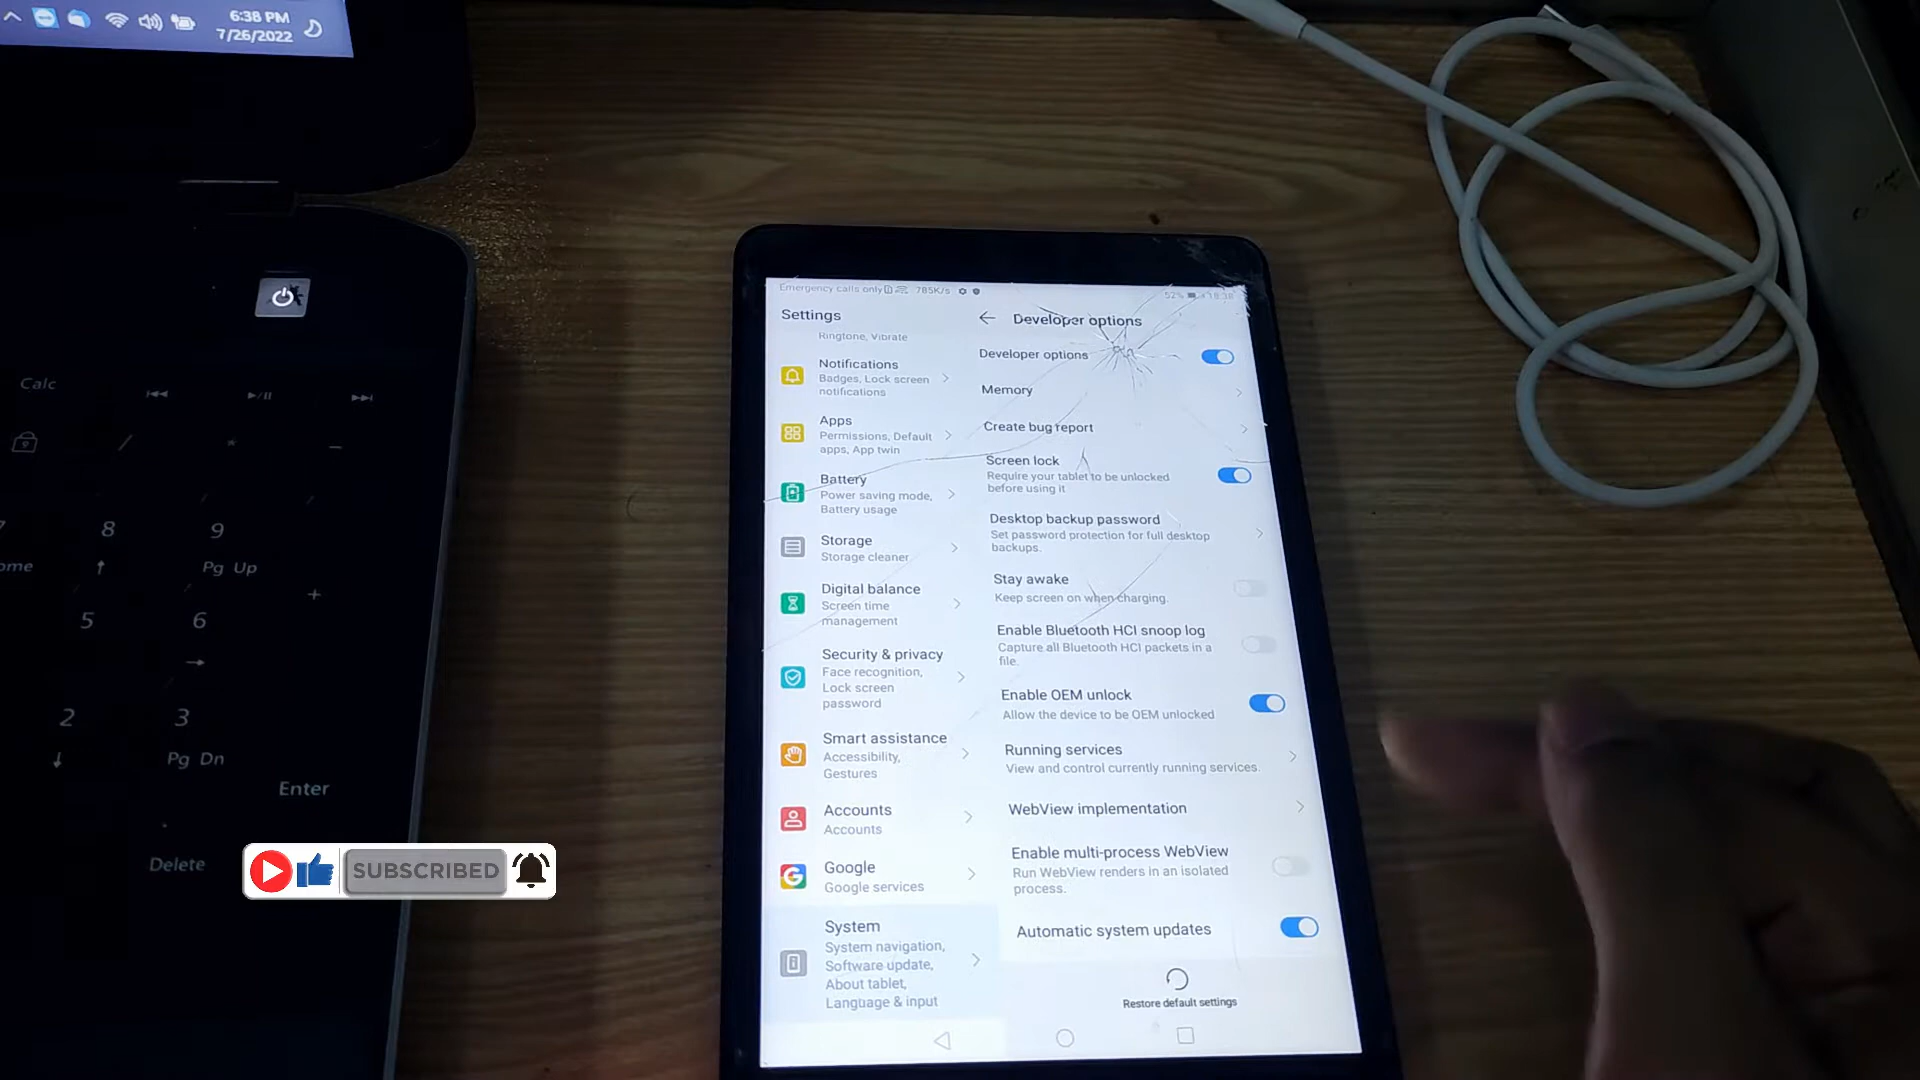 6:38 PM
7/26/2022
Calc
8
9
Pg Up
5
6
2
3
Pg Dn
Enter
Delete
SUBSCRIBED
Emergency calls only 785K/s
52% 18:38
Settings
Ringtone, Vibrate
Notifications
Badges, Lock screen
notifications
Apps
Permissions, Default
apps, App twin
Battery
Power saving mode,
Battery usage
Storage
Storage cleaner
Digital balance
Screen time
management
Security & privacy
Face recognition,
Lock screen
password
Smart assistance
Accessibility,
Gestures
Accounts
Accounts
Google
Google services
System
System navigation,
Software update,
About tablet,
Language & input
Developer options
Developer options
Memory
Create bug report
Screen lock
Require your tablet to be unlocked
before using it
Desktop backup password
Set password protection for full desktop
backups.
Stay awake
Keep screen on when charging.
Enable Bluetooth HCI snoop log
Capture all Bluetooth HCI packets in a
file.
Enable OEM unlock
Allow the device to be OEM unlocked
Running services
View and control currently running services.
WebView implementation
Enable multi-process WebView
Run WebView renders in an isolated
process.
Automatic system updates
Restore default settings